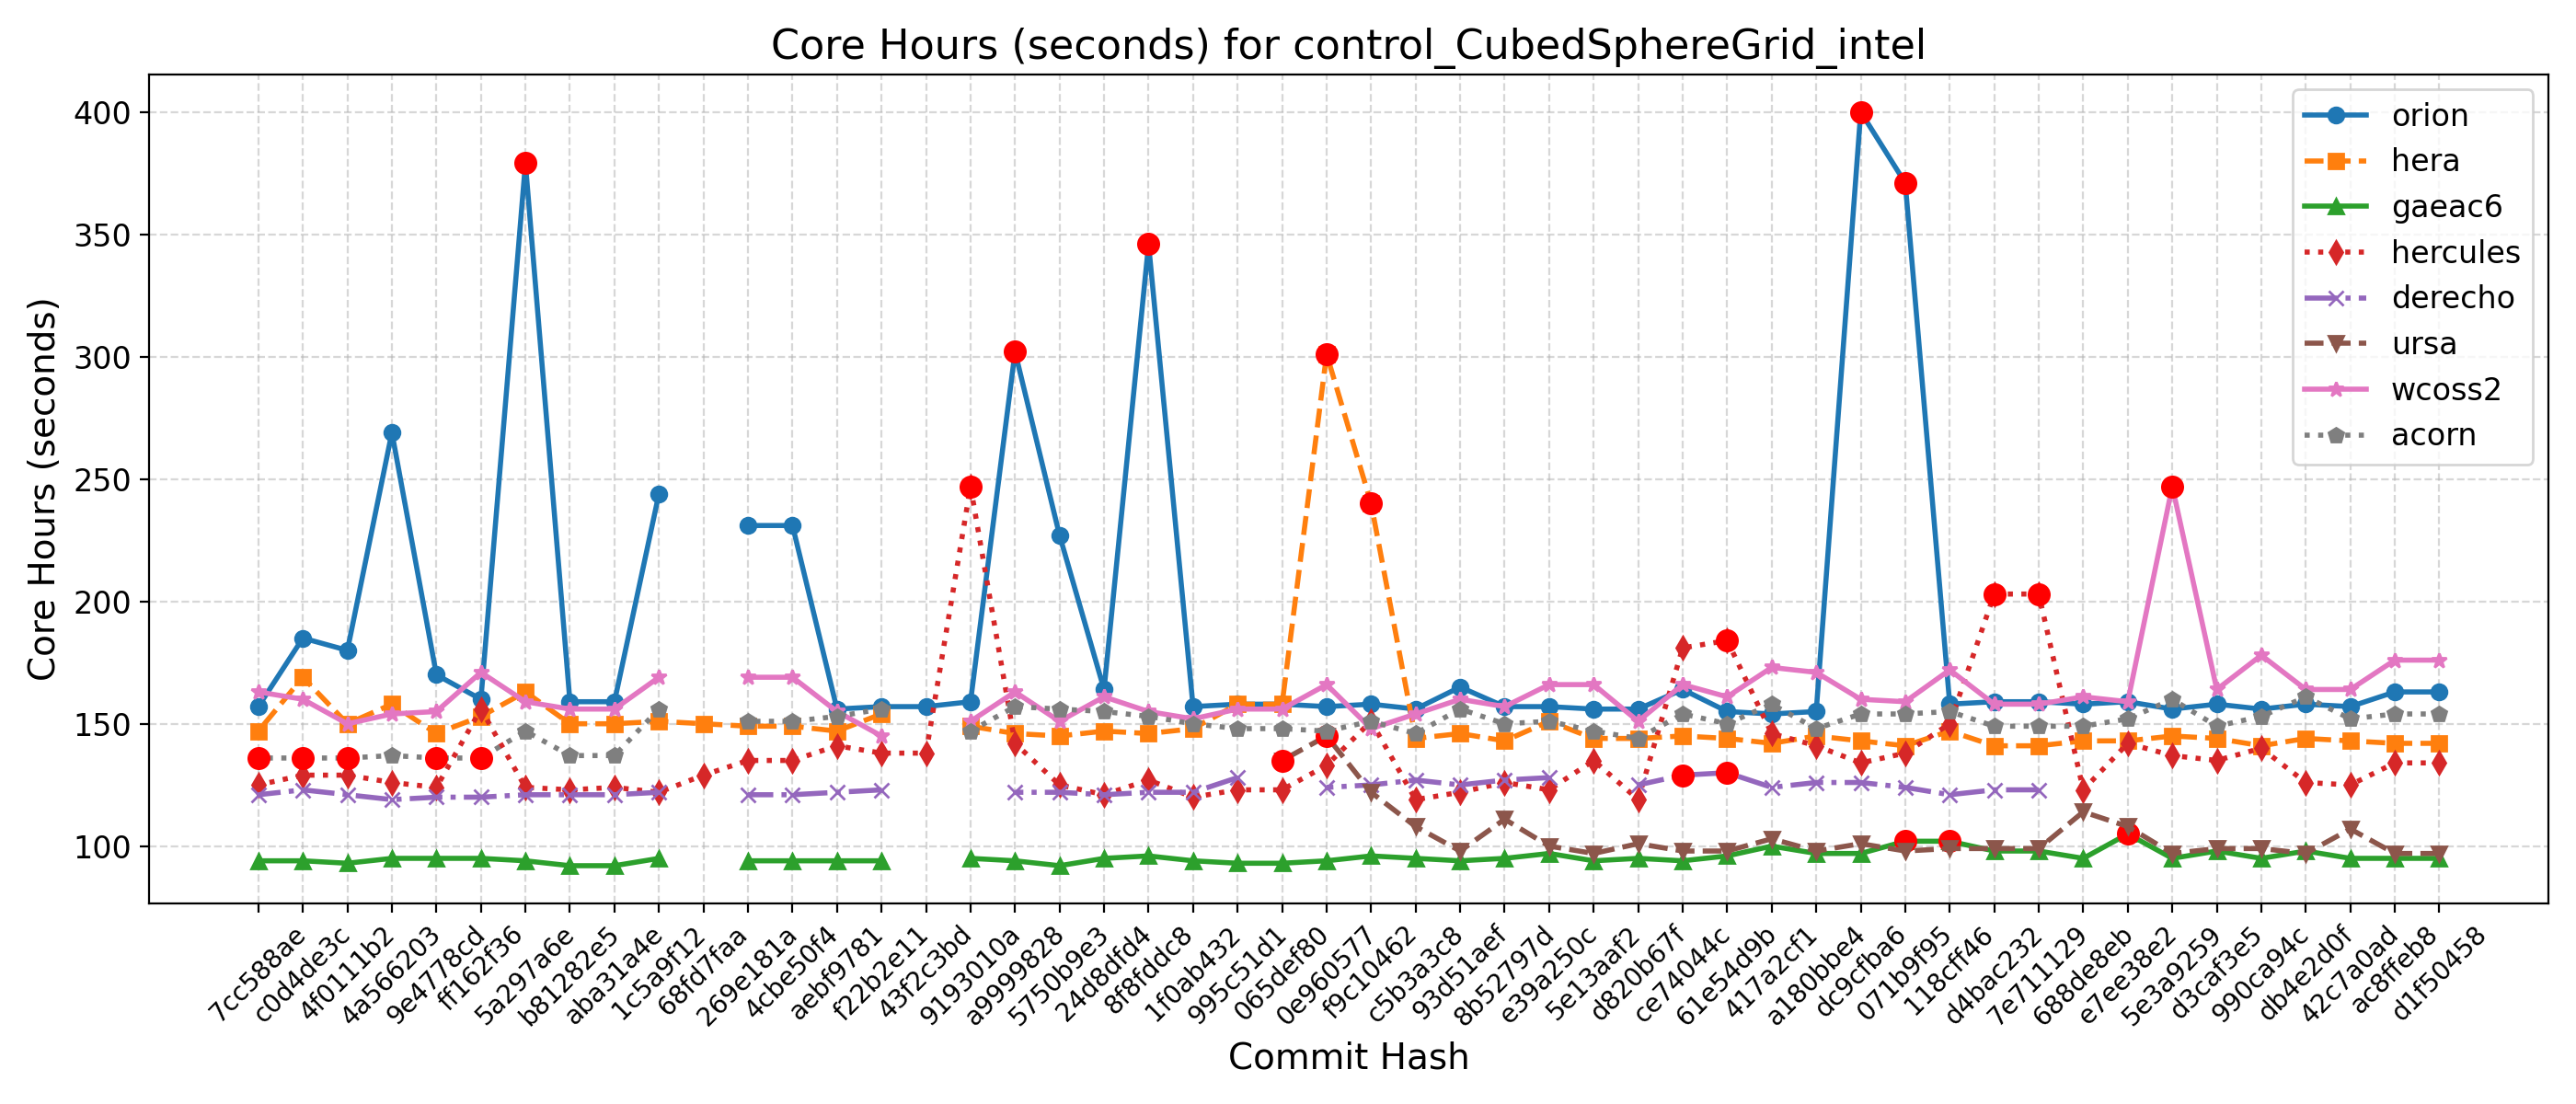 Core Hours (seconds) for control_CubedSphereGrid_intel
Core Hours (seconds)
400
350
300
250
200
150
100
orion
hera
gaeac6
hercules
derecho
ursa
wcoss2
acorn
7cc588ae
c0d4de3c
4f0111b2
4a566203
9e4778cd
ff162f36
5a297a6e
b81282e5
aba31a4e
1c5a9f12
68fd7faa
269e181a
4cbe50f4
aebf9781
f22b2e11
43f2c3bd
9193010a
a9999828
5750b9e3
24d8dfd4
8f8fddc8
1f0ab432
995c51d1
065def80
0e960577
f9c10462
c5b3a3c8
93d51aef
8b52797d
e39a250c
5e13aaf2
d820b67f
ce74044c
61e54d9b
417a2cf1
a180bbe4
dc9cfba6
071b9f95
118cff46
d4bac232
7e711129
688de8eb
e7ee38e2
5e3a9259
d3caf3e5
990ca94c
db4e2d0f
42c7a0ad
ac8ffeb8
d1f50458
Commit Hash